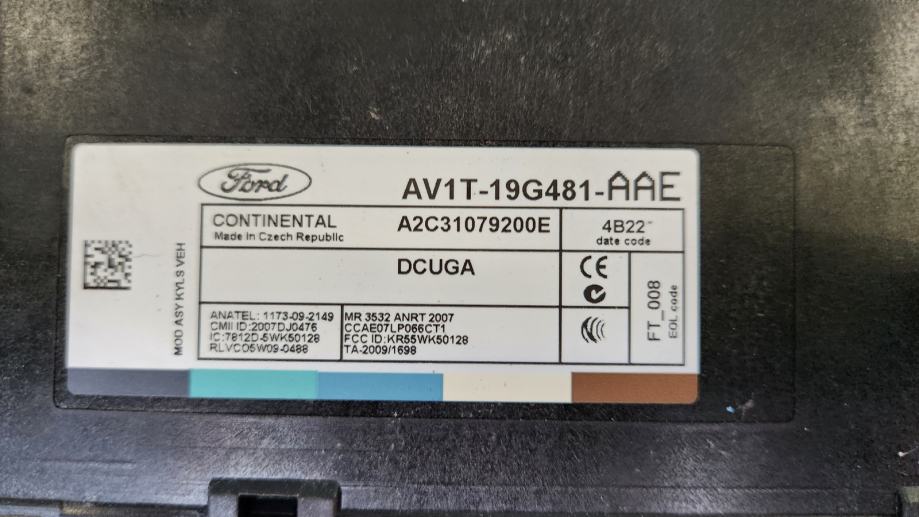 Ford
AV1T-19G481-AAE
CONTINENTAL
Made in Czech Republic
A2C31079200E
4B22
date code
DCUGA
CE
MOD ASY KYLS VEH
ANATEL: 1173-09-2149
CMII ID:2007DJ0476
IC:7812D-5WK50128
RLVCO5W09-0488
MR 3532 ANRT 2007
CCAE07LP066CT1
FCC ID:KR55WK50128
TA-2009/1698
FT_008
EOL code